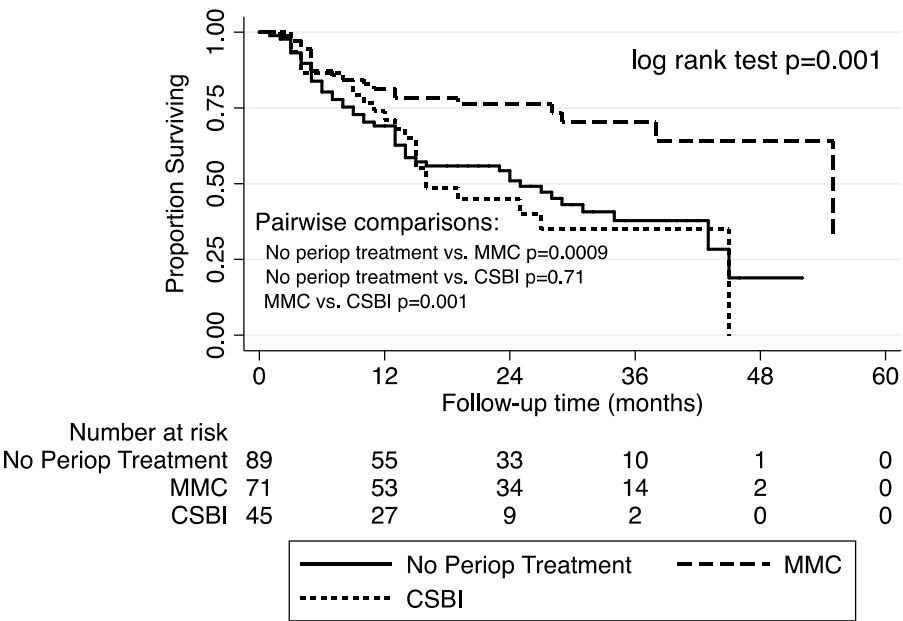 1.00
0.75
0.50
0.25
0.00
Proportion Surviving
log rank test p=0.001
Pairwise comparisons:
No periop treatment vs. MMC p=0.0009
No periop treatment vs. CSBI p=0.71
MMC vs. CSBI p=0.001
0 12 24 36 48 60
Follow-up time (months)
Number at risk
No Periop Treatment 89 55 33 10 1 0
MMC 71 53 34 14 2 0
CSBI 45 27 9 2 0 0
No Periop Treatment MMC
CSBI